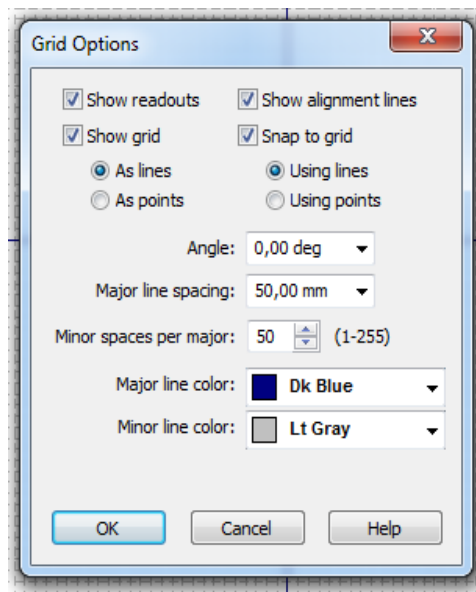 Grid Options
Show readouts Show alignment lines
Show grid Snap to grid
As lines Using lines
As points Using points
Angle: 0,00 deg
Major line spacing: 50,00 mm
Minor spaces per major: 50 (1-255)
Major line color: Dk Blue
Minor line color: Lt Gray
OK Cancel Help